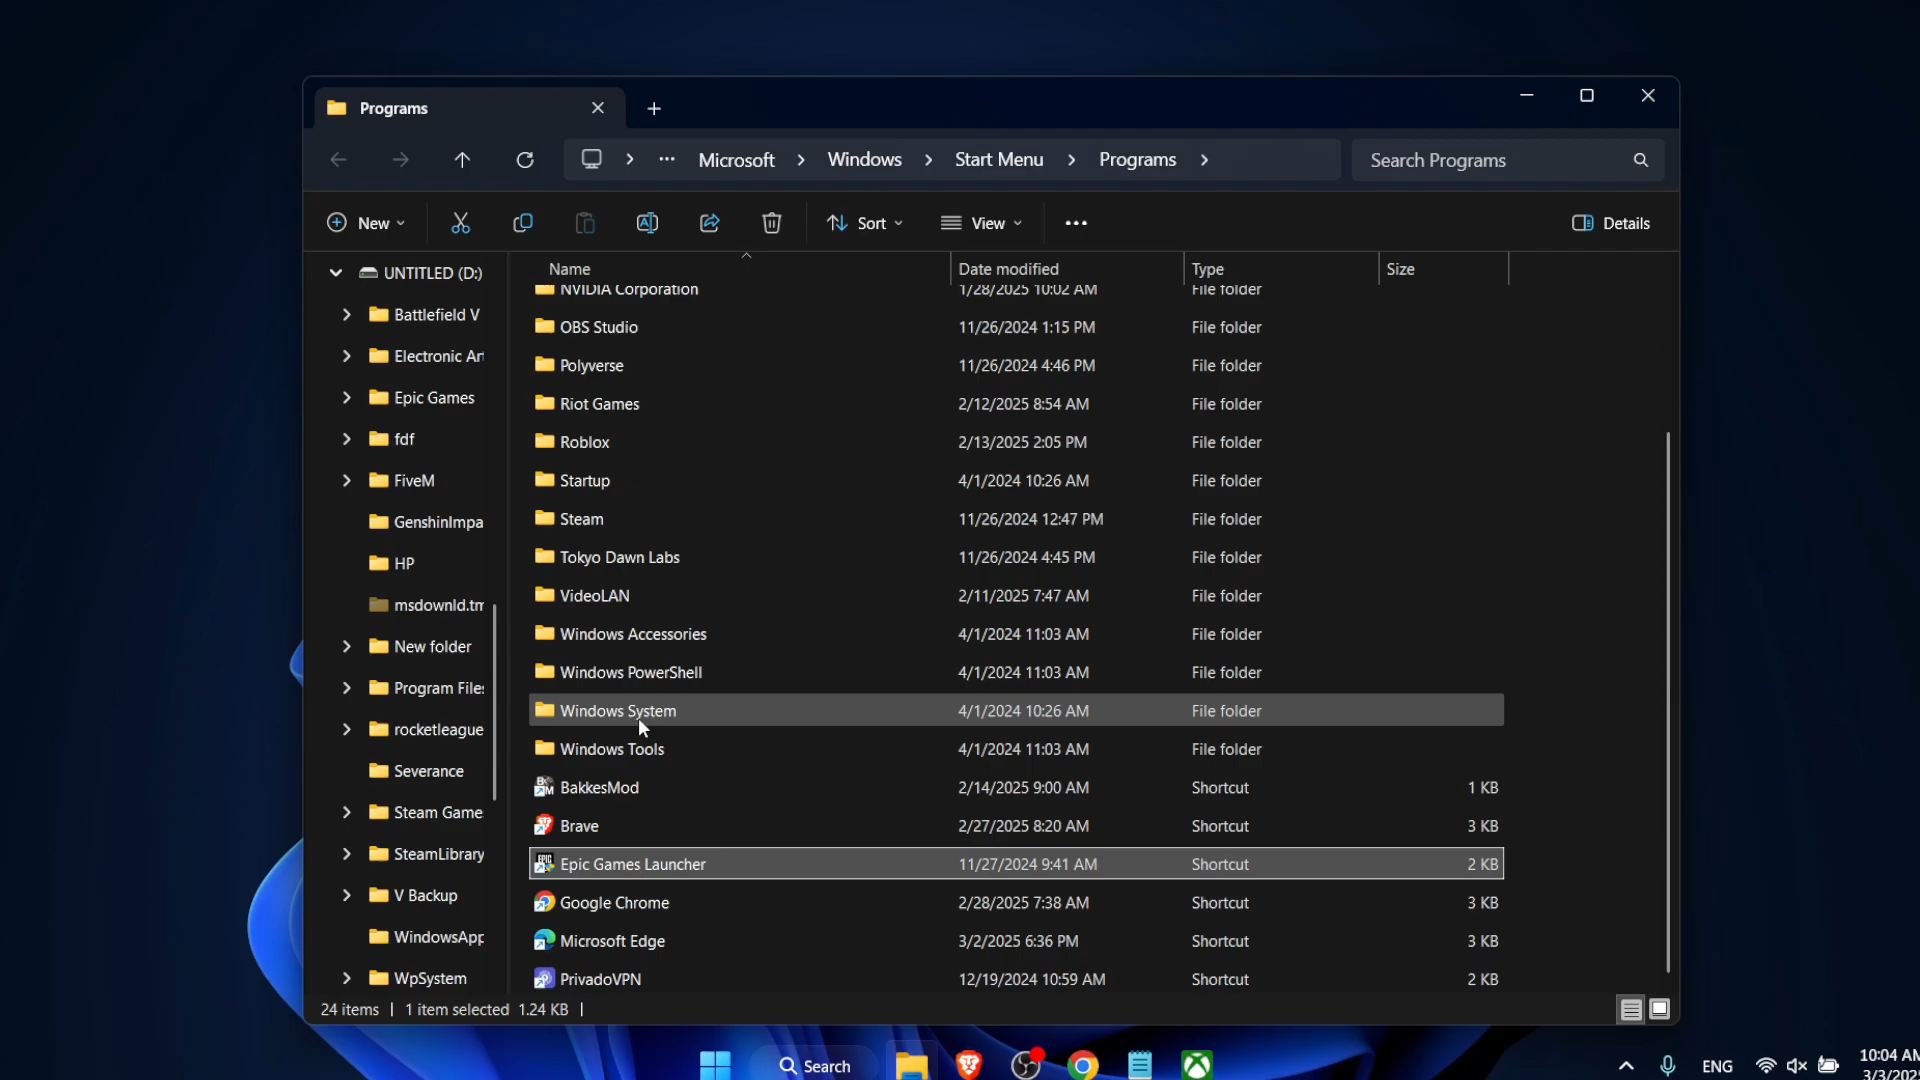 Programs
Microsoft > Windows > Start Menu > Programs >
Search Programs
New
Sort
View
Details
Name Date modified Type Size
UNTITLED (D:)
Battlefield V
Electronic Art
Epic Games
fdf
FiveM
GenshinImpa
HP
msdownld.tm
New folder
Program Files
rocketleague
Severance
Steam Game
SteamLibrary
V Backup
WindowsApp
WpSystem
NVIDIA Corporation 1/28/2025 10:02 AM File folder
OBS Studio 11/26/2024 1:15 PM File folder
Polyverse 11/26/2024 4:46 PM File folder
Riot Games 2/12/2025 8:54 AM File folder
Roblox 2/13/2025 2:05 PM File folder
Startup 4/1/2024 10:26 AM File folder
Steam 11/26/2024 12:47 PM File folder
Tokyo Dawn Labs 11/26/2024 4:45 PM File folder
VideoLAN 2/11/2025 7:47 AM File folder
Windows Accessories 4/1/2024 11:03 AM File folder
Windows PowerShell 4/1/2024 11:03 AM File folder
Windows System 4/1/2024 10:26 AM File folder
Windows Tools 4/1/2024 11:03 AM File folder
BakkesMod 2/14/2025 9:00 AM Shortcut 1 KB
Brave 2/27/2025 8:20 AM Shortcut 3 KB
Epic Games Launcher 11/27/2024 9:41 AM Shortcut 2 KB
Google Chrome 2/28/2025 7:38 AM Shortcut 3 KB
Microsoft Edge 3/2/2025 6:36 PM Shortcut 3 KB
PrivadoVPN 12/19/2024 10:59 AM Shortcut 2 KB
24 items | 1 item selected 1.24 KB |
Search
ENG
10:04 AM
3/3/202